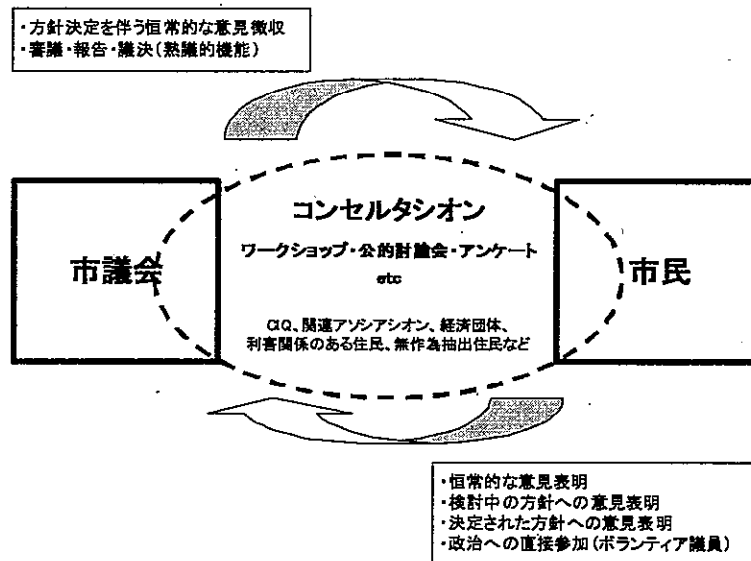 ・方針決定を伴う恒常的な意見徴収
・審議・報告・議決(熟議的機能)
コンセルタシオン
ワークショップ・公的討論会・アンケート
etc
市議会
市民
CIQ、関連アソシアシオン、経済団体、
利害関係のある住民、無作為抽出住民など
・恒常的な意見表明
・検討中の方針への意見表明
・決定された方針への意見表明
・政治への直接参加(ボランティア議員)